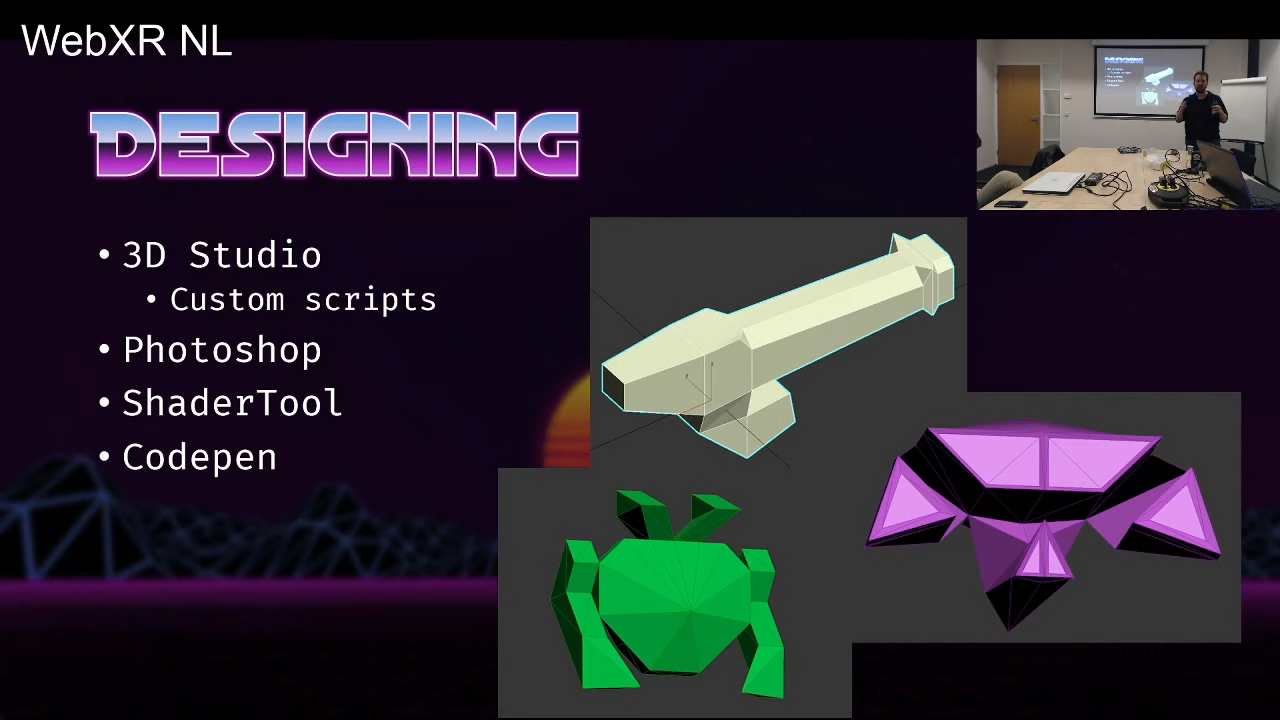 WebXR NL
DESIGNING
• 3D Studio
• Custom scripts
• Photoshop
• ShaderTool
• Codepen